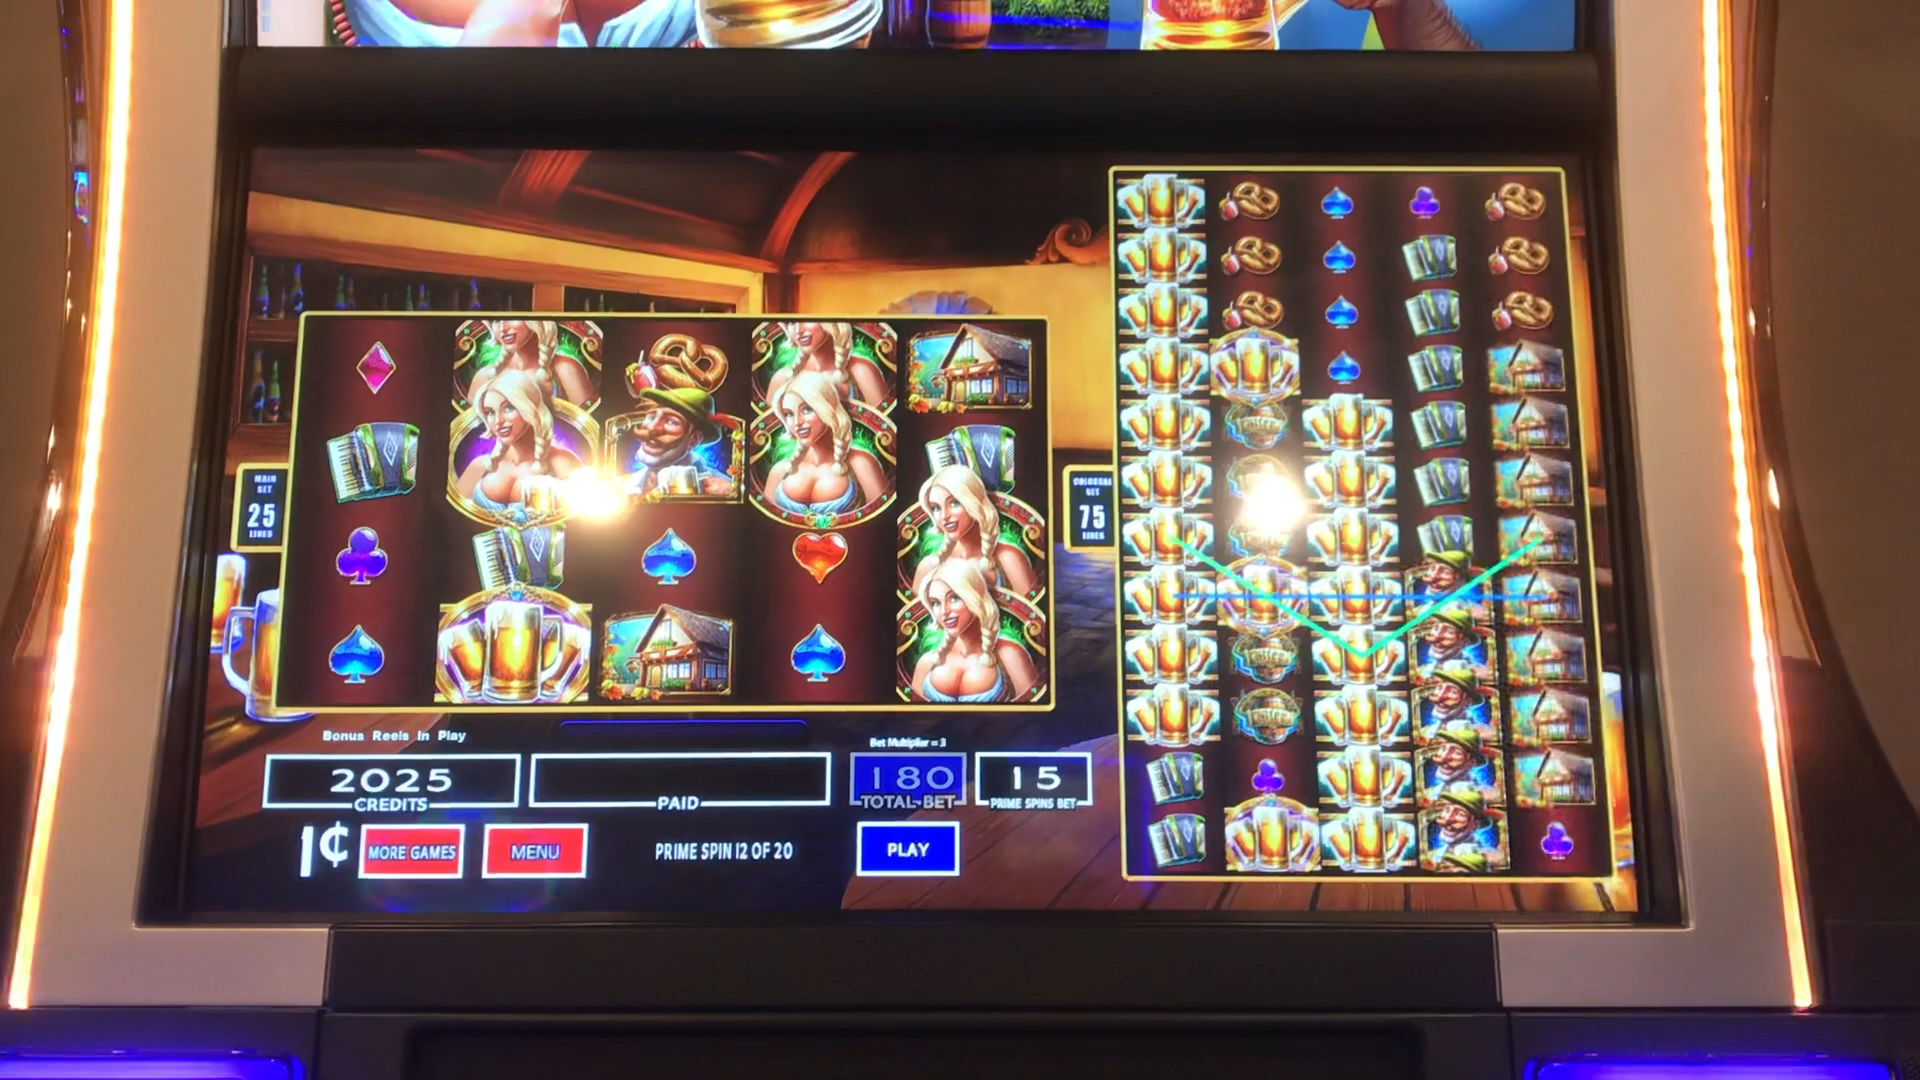 MAIN
BET
25
LINES
COLOSSAL
BET
75
LINES
Bonus Reels In Play
2025
CREDITS
PAID
Bet Multiplier = 3
180
TOTAL BET
15
PRIME SPINS BET
1¢
MORE GAMES
MENU
PRIME SPIN 12 OF 20
PLAY